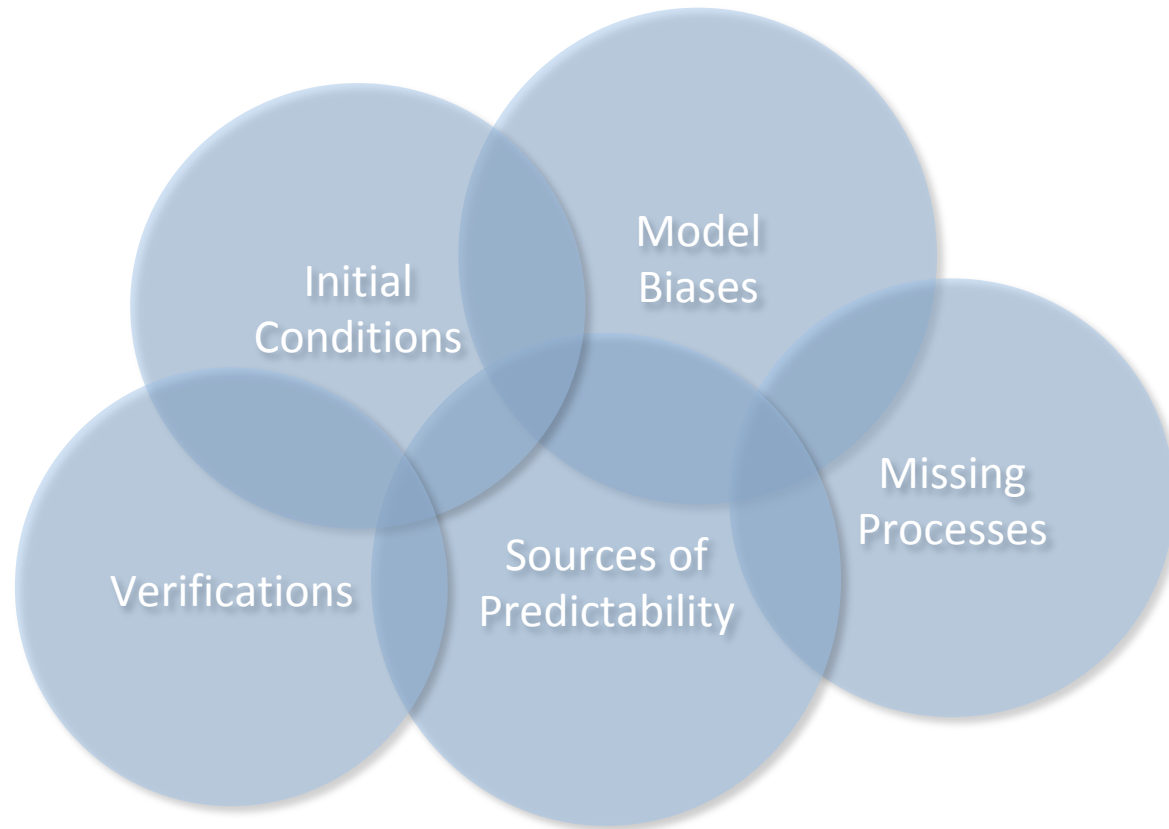 Model
Biases
Initial
Conditions
Missing
Processes
Sources of
Predictability
Verifications